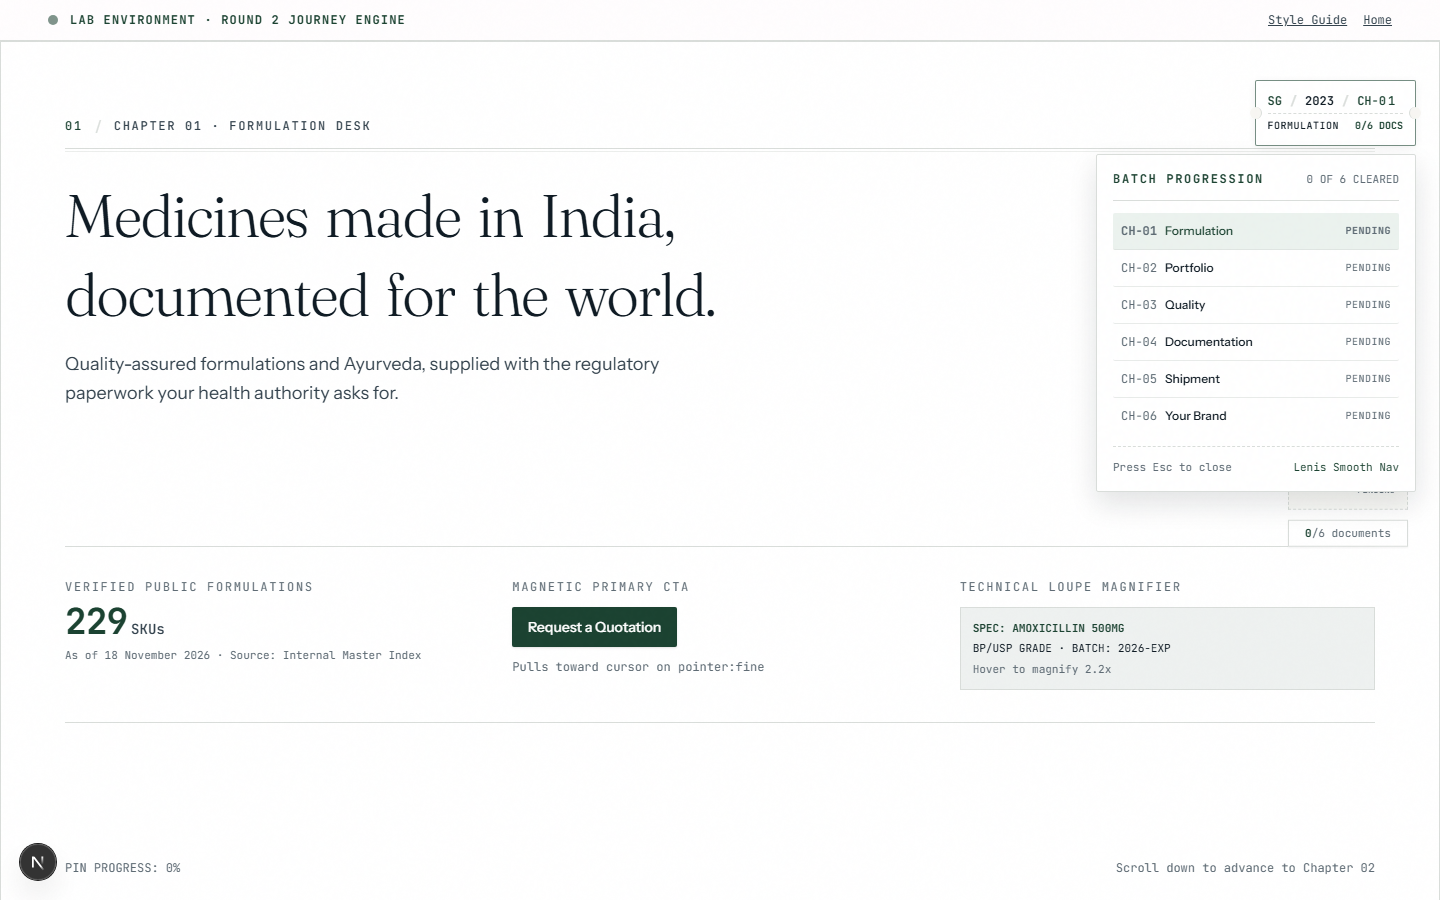 LAB ENVIRONMENT · ROUND 2 JOURNEY ENGINE
Style Guide Home
SG / 2023 / CH-01
FORMULATION 0/6 DOCS
01 / CHAPTER 01 · FORMULATION DESK
Medicines made in India,
documented for the world.
Quality-assured formulations and Ayurveda, supplied with the regulatory
paperwork your health authority asks for.
BATCH PROGRESSION 0 OF 6 CLEARED
CH-01 Formulation PENDING
CH-02 Portfolio PENDING
CH-03 Quality PENDING
CH-04 Documentation PENDING
CH-05 Shipment PENDING
CH-06 Your Brand PENDING
Press Esc to close Lenis Smooth Nav
0/6 documents
VERIFIED PUBLIC FORMULATIONS
229 SKUs
As of 18 November 2026 · Source: Internal Master Index
MAGNETIC PRIMARY CTA
Request a Quotation
Pulls toward cursor on pointer:fine
TECHNICAL LOUPE MAGNIFIER
SPEC: AMOXICILLIN 500MG
BP/USP GRADE · BATCH: 2026-EXP
Hover to magnify 2.2x
N
PIN PROGRESS: 0%
Scroll down to advance to Chapter 02